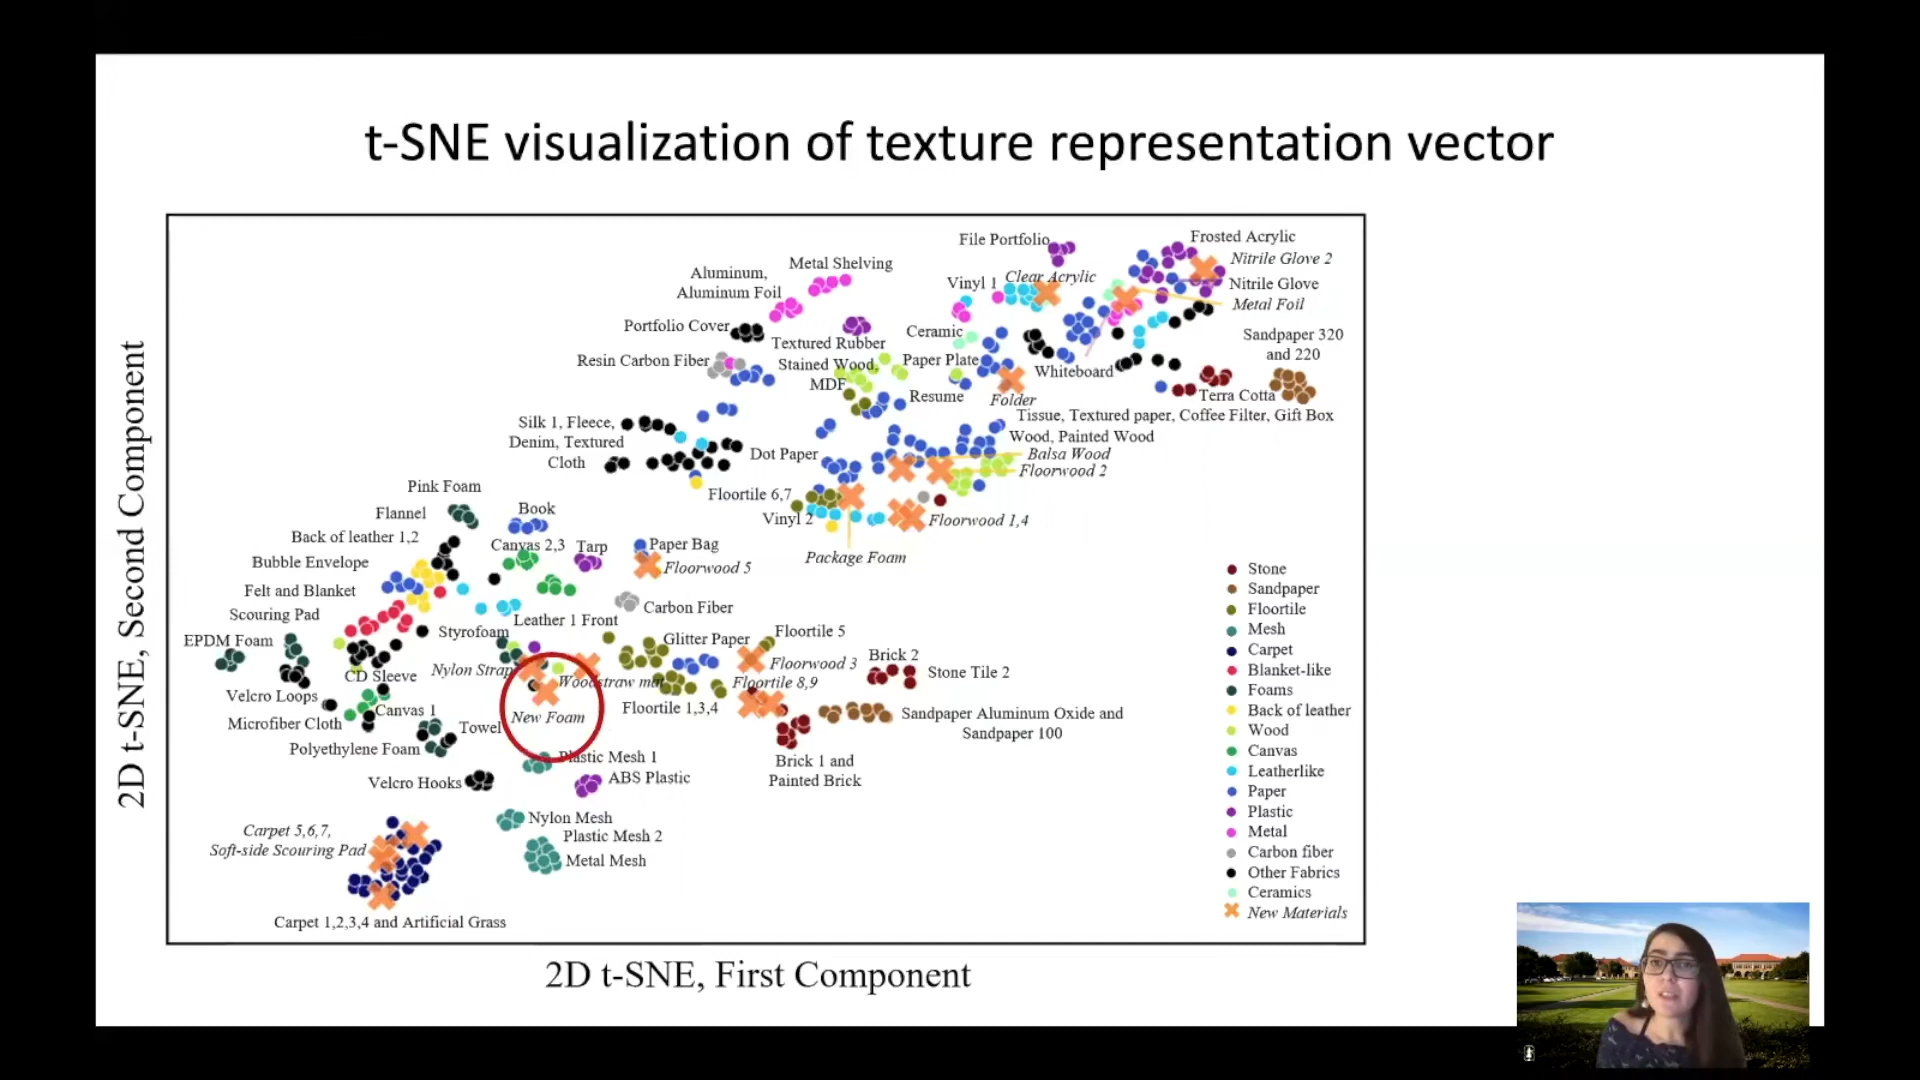 t-SNE visualization of texture representation vector
2D t-SNE, Second Component
File Portfolio
Frosted Acrylic
Nitrile Glove 2
Metal Shelving
Aluminum,
Aluminum Foil
Vinyl 1
Clear Acrylic
Nitrile Glove
Metal Foil
Portfolio Cover
Ceramic
Textured Rubber
Sandpaper 320
and 220
Resin Carbon Fiber
Stained Wood,
MDF
Paper Plate
Whiteboard
Resume
Folder
Terra Cotta
Tissue, Textured paper, Coffee Filter, Gift Box
Silk 1, Fleece,
Denim, Textured
Cloth
Wood, Painted Wood
Dot Paper
Balsa Wood
Floorwood 2
Pink Foam
Floortile 6,7
Flannel
Book
Vinyl 2
Floorwood 1,4
Back of leather 1,2
Canvas 2,3
Tarp
Paper Bag
Package Foam
Bubble Envelope
Floorwood 5
Felt and Blanket
Carbon Fiber
Scouring Pad
Leather 1 Front
Styrofoam
EPDM Foam
Glitter Paper
Floortile 5
Nylon Strap
Floorwood 3
Brick 2
Stone Tile 2
CD Sleeve
Woodstraw mat
Floortile 8,9
Velcro Loops
Canvas 1
New Foam
Floortile 1,3,4
Sandpaper Aluminum Oxide and
Sandpaper 100
Microfiber Cloth
Towel
Polyethylene Foam
Plastic Mesh 1
Brick 1 and
Painted Brick
Velcro Hooks
ABS Plastic
Nylon Mesh
Carpet 5,6,7,
Soft-side Scouring Pad
Plastic Mesh 2
Metal Mesh
Carpet 1,2,3,4 and Artificial Grass
Stone
Sandpaper
Floortile
Mesh
Carpet
Blanket-like
Foams
Back of leather
Wood
Canvas
Leatherlike
Paper
Plastic
Metal
Carbon fiber
Other Fabrics
Ceramics
New Materials
2D t-SNE, First Component